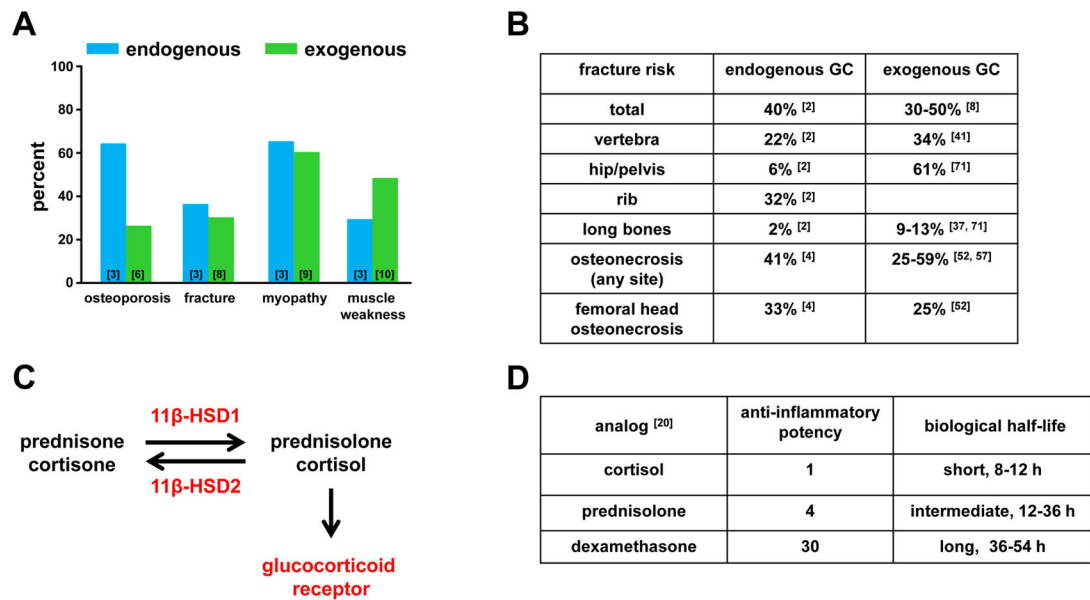 A
endogenous exogenous
percent
100
80
60
40
20
0
[3] [6] [3] [8] [3] [9] [3] [10]
osteoporosis fracture myopathy muscle
weakness
B
fracture risk endogenous GC exogenous GC
total 40% [2] 30-50% [8]
vertebra 22% [2] 34% [41]
hip/pelvis 6% [2] 61% [71]
rib 32% [2]
long bones 2% [2] 9-13% [37, 71]
osteonecrosis 41% [4] 25-59% [52, 57]
(any site)
femoral head 33% [4] 25% [52]
osteonecrosis
C
11β-HSD1
prednisone prednisolone
cortisone cortisol
11β-HSD2
glucocorticoid
receptor
D
analog [20] anti-inflammatory biological half-life
potency
cortisol 1 short, 8-12 h
prednisolone 4 intermediate, 12-36 h
dexamethasone 30 long, 36-54 h